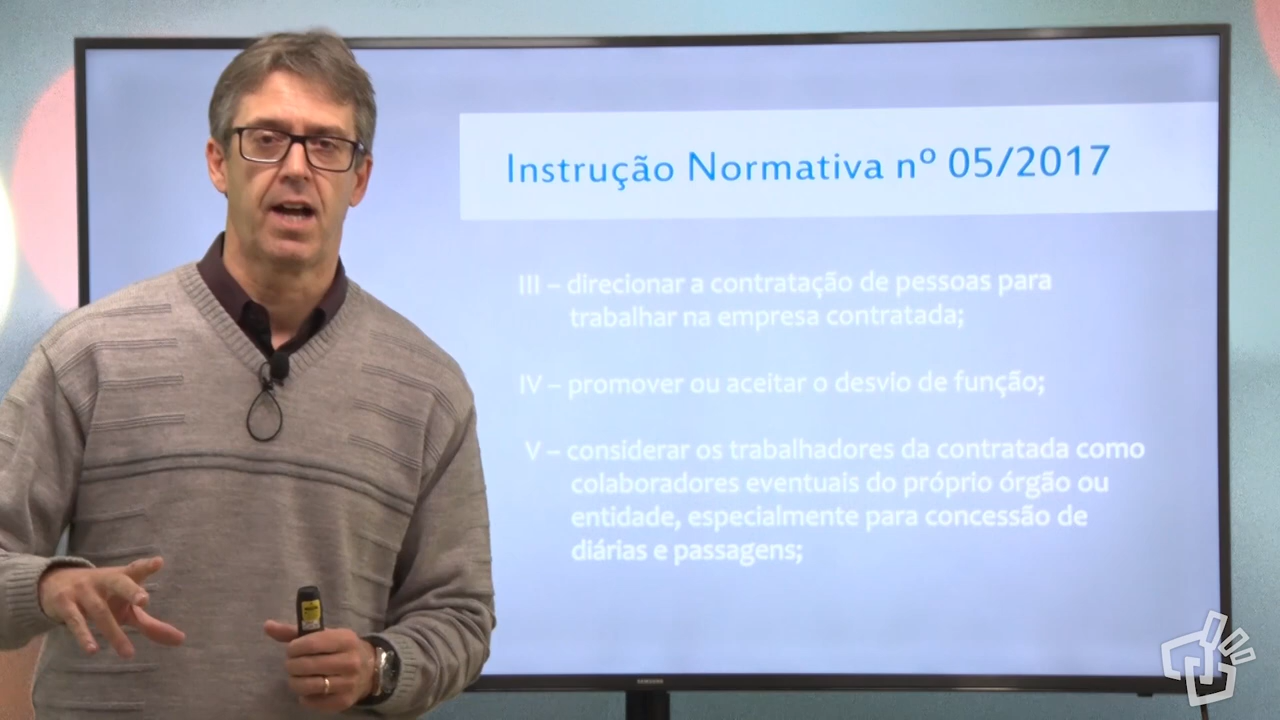 Instrução Normativa nº 05/2017
III – direcionar a contratação de pessoas para
trabalhar na empresa contratada;
IV – promover ou aceitar o desvio de função;
V – considerar os trabalhadores da contratada como
colaboradores eventuais do próprio órgão ou
entidade, especialmente para concessão de
diárias e passagens;
SAMSUNG